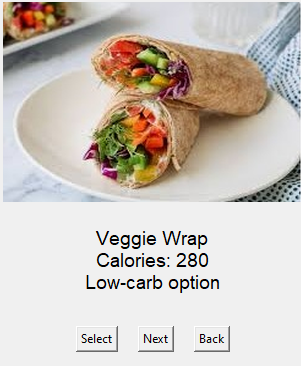 Veggie Wrap
Calories: 280
Low-carb option
Select Next Back